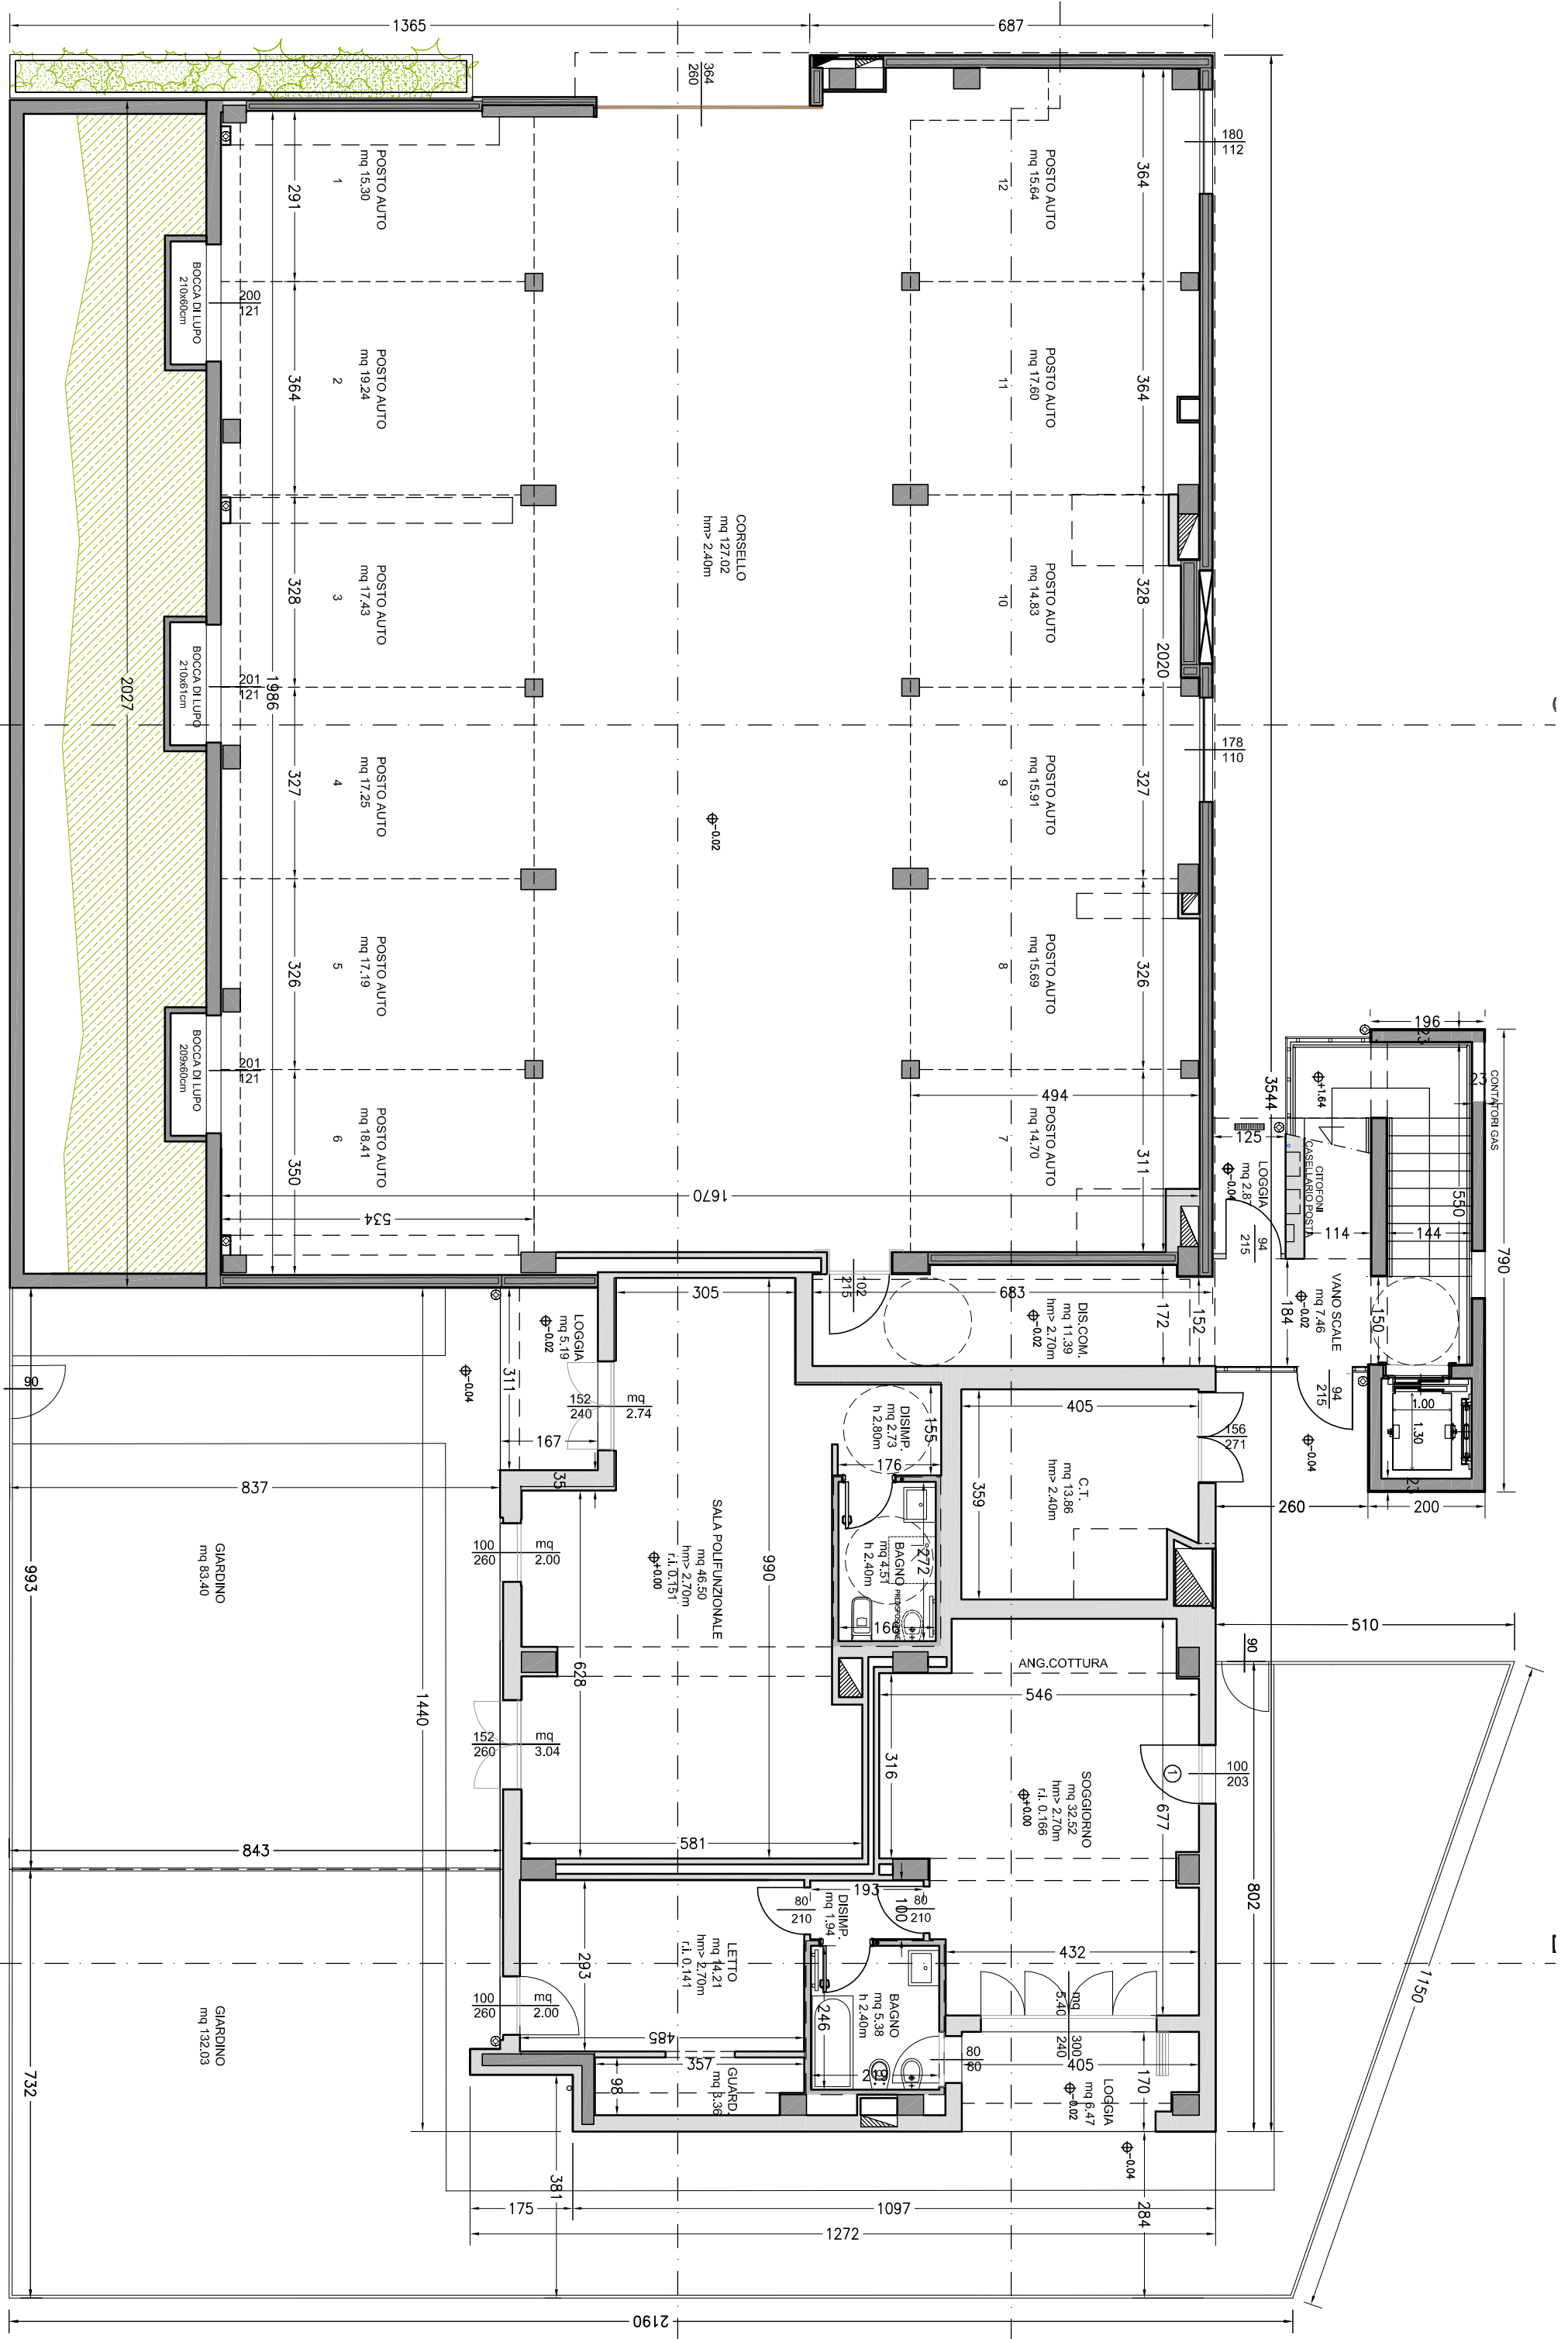 1365
687
364
260
180
112
POSTO AUTO
mq 15.30
1
291
POSTO AUTO
mq 15.64
12
364
BOCCA DI LUPO
210x60cm
200
121
POSTO AUTO
mq 19.24
2
364
POSTO AUTO
mq 17.60
11
364
CORSELLO
mq 127.02
hm> 2.40m
POSTO AUTO
mq 17.43
3
328
POSTO AUTO
mq 14.83
10
328
2020
2027
BOCCA DI LUPO
210x61cm
201
121
1986
178
110
POSTO AUTO
mq 17.25
4
327
POSTO AUTO
mq 15.91
9
327
-0.02
POSTO AUTO
mq 17.19
5
326
POSTO AUTO
mq 15.69
8
326
BOCCA DI LUPO
209x60cm
201
121
POSTO AUTO
mq 18.41
6
350
494
POSTO AUTO
mq 14.70
7
311
1670
534
3544
196
23
23
CONTATORI GAS
+1.64
125
LOGGIA
mq 2.87
-0.04
CITOFONI
CASELLARIO POSTA
550
114
144
790
94
215
VANO SCALE
mq 7.46
-0.02
184
150
152
172
683
102
215
DIS.COM.
mq 11.39
hm> 2.70m
-0.02
305
LOGGIA
mq 5.19
-0.02
-0.04
311
90
152
240
mq
2.74
167
35
94
215
1.00
1.30
23
-0.04
260
200
405
156
271
C.T.
mq 13.86
hm> 2.40m
359
DISIMP.
mq 2.73
h 2.80m
155
176
837
993
GIARDINO
mq 83.40
100
260
mq
2.00
SALA POLIFUNZIONALE
mq 46.50
hm> 2.70m
r.i. 0.151
+0.00
990
272
BAGNO
mq 4.51
h 2.40m
166
510
90
628
1440
152
260
mq
3.04
ANG.COTTURA
546
316
SOGGIORNO
mq 32.52
hm> 2.70m
r.i. 0.166
+0.00
1
677
100
203
581
843
802
193
100
80
210
80
210
DISIMP.
mq 1.94
432
293
LETTO
mq 14.21
hm> 2.70m
r.i. 0.141
100
260
mq
2.00
485
357
98
GUARD.
mq 3.36
BAGNO
mq 5.38
h 2.40m
246
219
80
80
mq
5.40
300
240
405
170
LOGGIA
mq 6.47
-0.02
-0.04
1150
GIARDINO
mq 132.03
732
381
175
1097
1272
284
2190